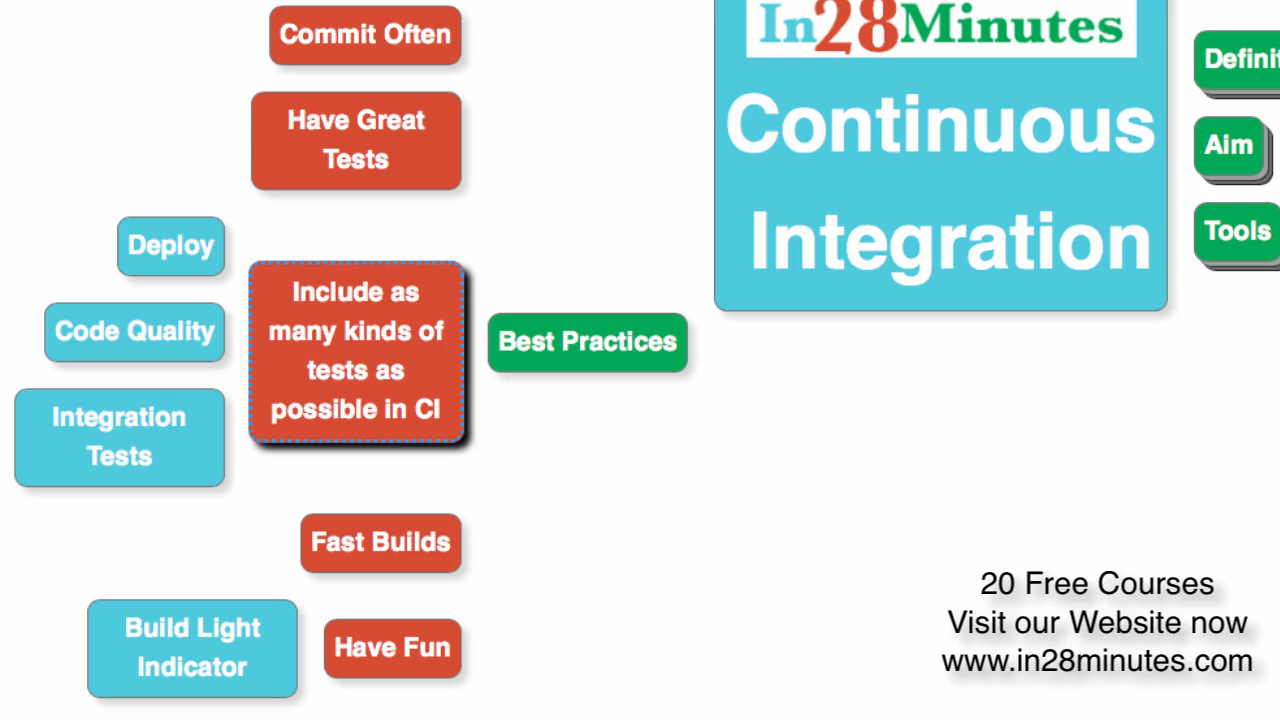 Commit Often
Have Great
Tests
Deploy
Code Quality
Integration
Tests
Include as
many kinds of
tests as
possible in CI
Best Practices
Fast Builds
Build Light
Indicator
Have Fun
In28Minutes
Continuous
Integration
Aim
Tools
20 Free Courses
Visit our Website now
www.in28minutes.com